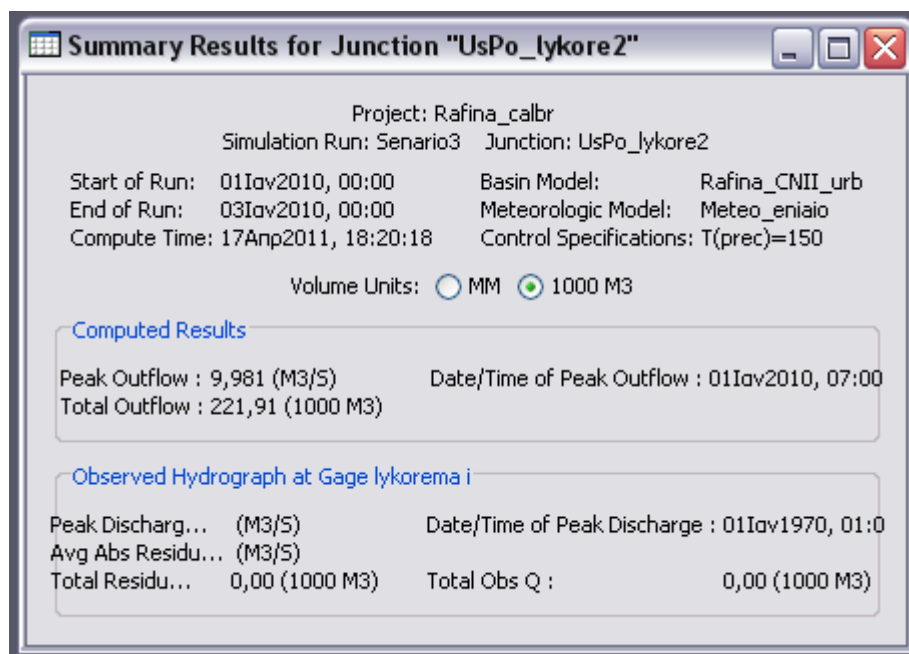 Summary Results for Junction "UsPo_lykore2"
Project: Rafina_calbr
Simulation Run: Senario3 Junction: UsPo_lykore2
Start of Run: 01Ιαν2010, 00:00 Basin Model: Rafina_CNII_urb
End of Run: 03Ιαν2010, 00:00 Meteorologic Model: Meteo_eniaio
Compute Time: 17Απρ2011, 18:20:18 Control Specifications: T(prec)=150
Volume Units: MM 1000 M3
Computed Results
Peak Outflow : 9,981 (M3/S) Date/Time of Peak Outflow : 01Ιαν2010, 07:00
Total Outflow : 221,91 (1000 M3)
Observed Hydrograph at Gage lykorema i
Peak Discharg... (M3/S) Date/Time of Peak Discharge : 01Ιαν1970, 01:0
Avg Abs Residu... (M3/S)
Total Residu... 0,00 (1000 M3) Total Obs Q : 0,00 (1000 M3)